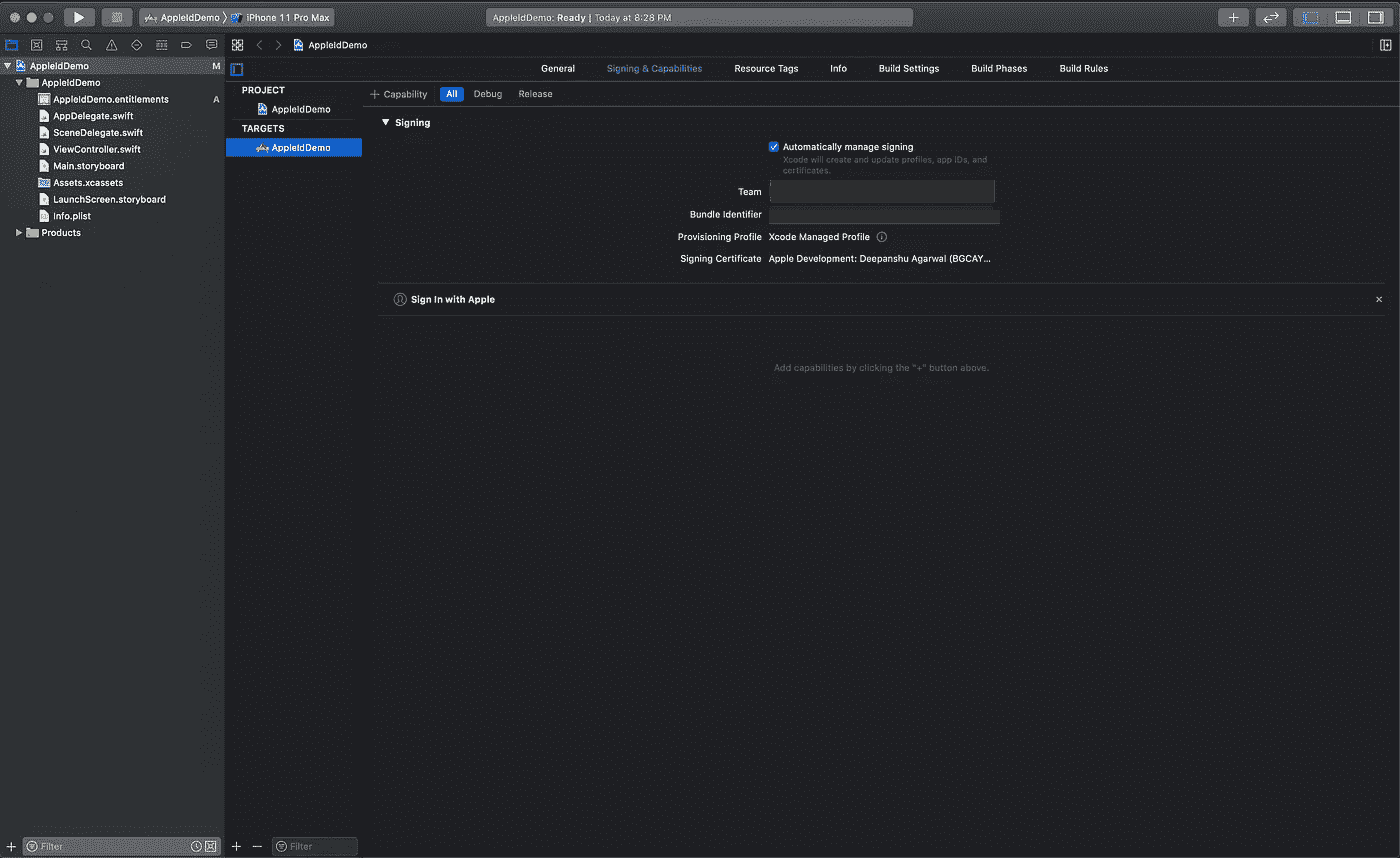 AppleIdDemo
iPhone 11 Pro Max
AppleIdDemo: Ready | Today at 8:28 PM
AppleIdDemo
AppleIdDemo
M
AppleIdDemo
AppleIdDemo.entitlements
A
AppDelegate.swift
SceneDelegate.swift
ViewController.swift
Main.storyboard
Assets.xcassets
LaunchScreen.storyboard
Info.plist
Products
Filter
PROJECT
AppleIdDemo
TARGETS
AppleIdDemo
Filter
General
Signing & Capabilities
Resource Tags
Info
Build Settings
Build Phases
Build Rules
+ Capability
All
Debug
Release
Signing
Automatically manage signing
Xcode will create and update profiles, app IDs, and
certificates.
Team
Bundle Identifier
Provisioning Profile
Xcode Managed Profile
Signing Certificate
Apple Development: Deepanshu Agarwal (BGCAY...
Sign In with Apple
Add capabilities by clicking the "+" button above.